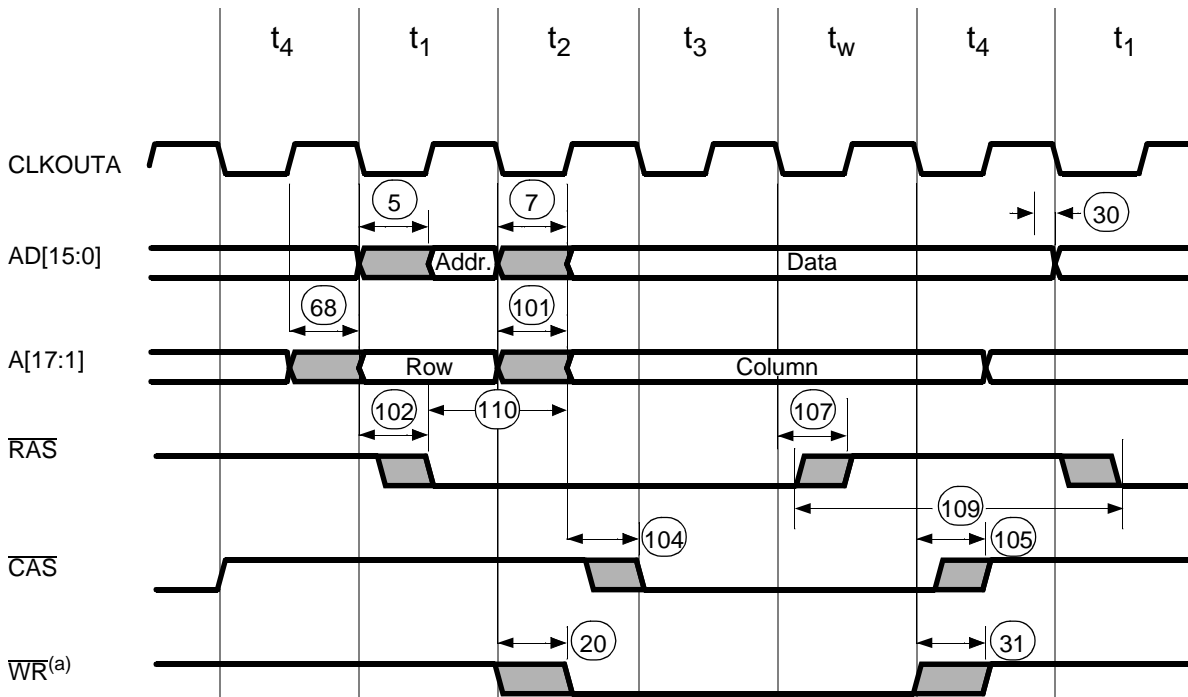 t4 t1 t2 t3 tw t4 t1
CLKOUTA
5 7 30
AD[15:0] Addr. Data
68 101
A[17:1] Row Column
102 110 107
RAS
109
104 105
CAS
20 31
WR(a)